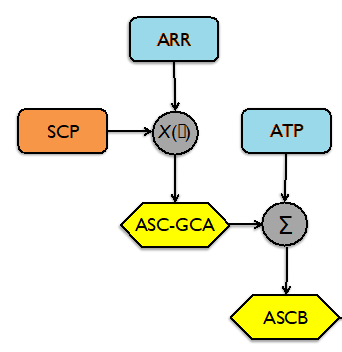 ARR
SCP
X(▯)
ATP
ASC-GCA
Σ
ASCB